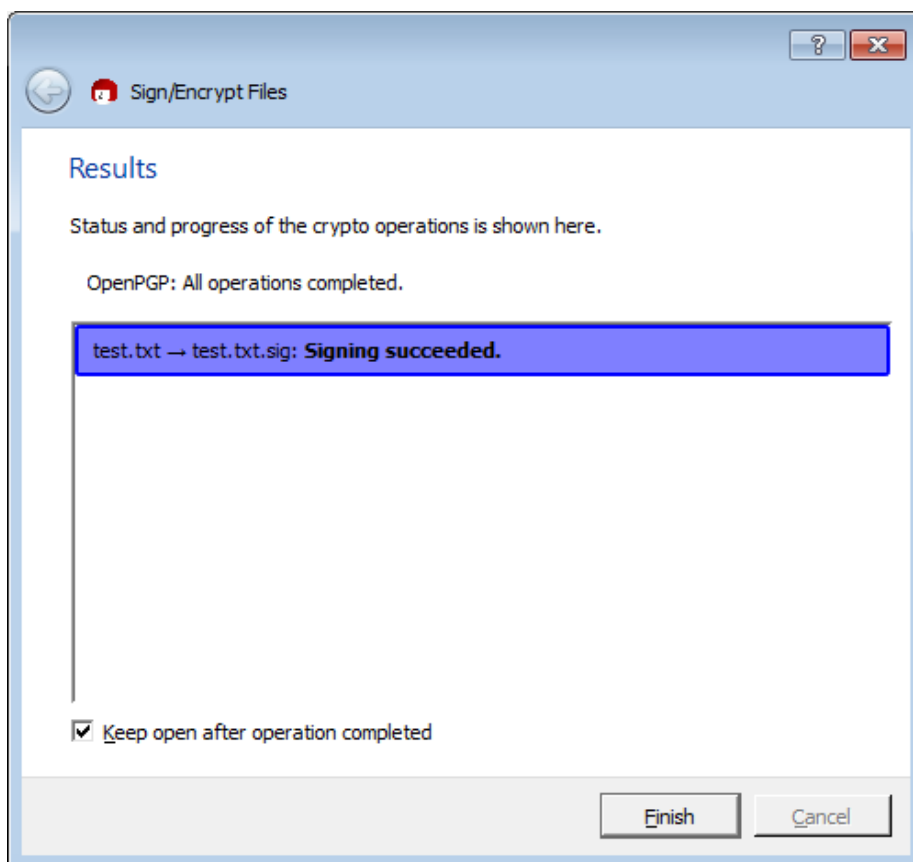 ?
Sign/Encrypt Files
Results
Status and progress of the crypto operations is shown here.
OpenPGP: All operations completed.
test.txt → test.txt.sig: Signing succeeded.
Keep open after operation completed
Finish
Cancel